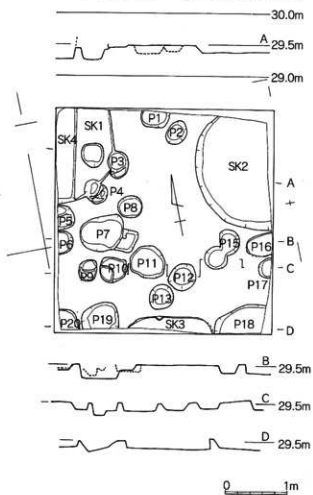 30.0m
A 29.5m
29.0m
SK4 SK1 P1
P2
SK2
P3
P4
A
P8
P5
P7 P15 P16 B
P6
P11 C
P9 P10
P12 P17
P13
P20 P19 SK3 P18 D
B 29.5m
C 29.5m
D 29.5m
0 1m